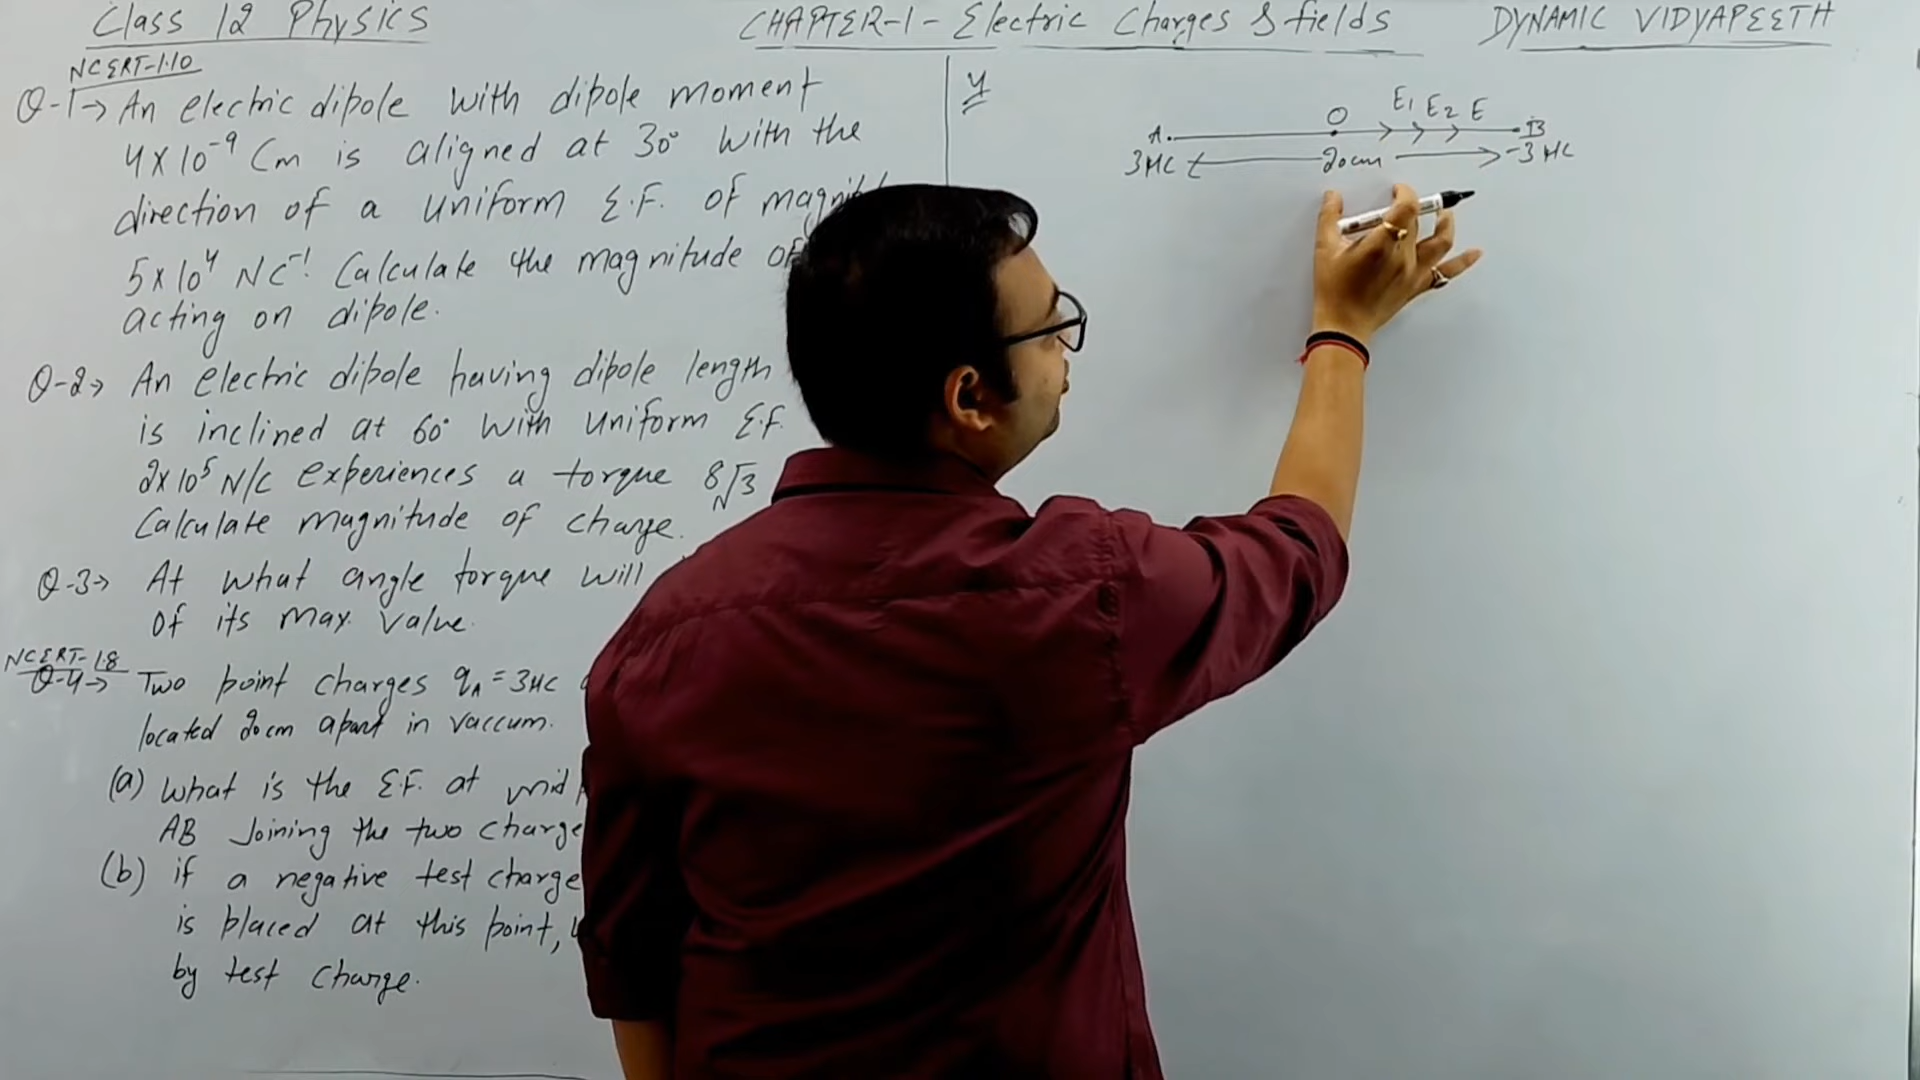 Class 12 Physics
CHAPTER-1 - Electric Charges & fields
DYNAMIC VIDYAPEETH
NCERT-1.10
Q-1→ An electric dipole with dipole moment
4×10⁻⁹ Cm is aligned at 30° with the
direction of a uniform E.F. of
5×10⁴ NC⁻¹. Calculate the magnitude of
acting on dipole.
Q-2→ An electric dipole having dipole length
is inclined at 60° with uniform E.F.
2×10⁵ N/C experiences a torque 8√3
Calculate magnitude of charge.
Q-3→ At what angle torque will
of its max. value.
NCERT-1.8
Q-4→ Two point charges qA = 3μC
located 20cm apart in vaccum.
(a) What is the E.F. at mid
AB Joining the two charge
(b) if a negative test charge
is placed at this point,
by test charge.
4
O E₁ E₂ E
A B
3μC 20cm -3μC